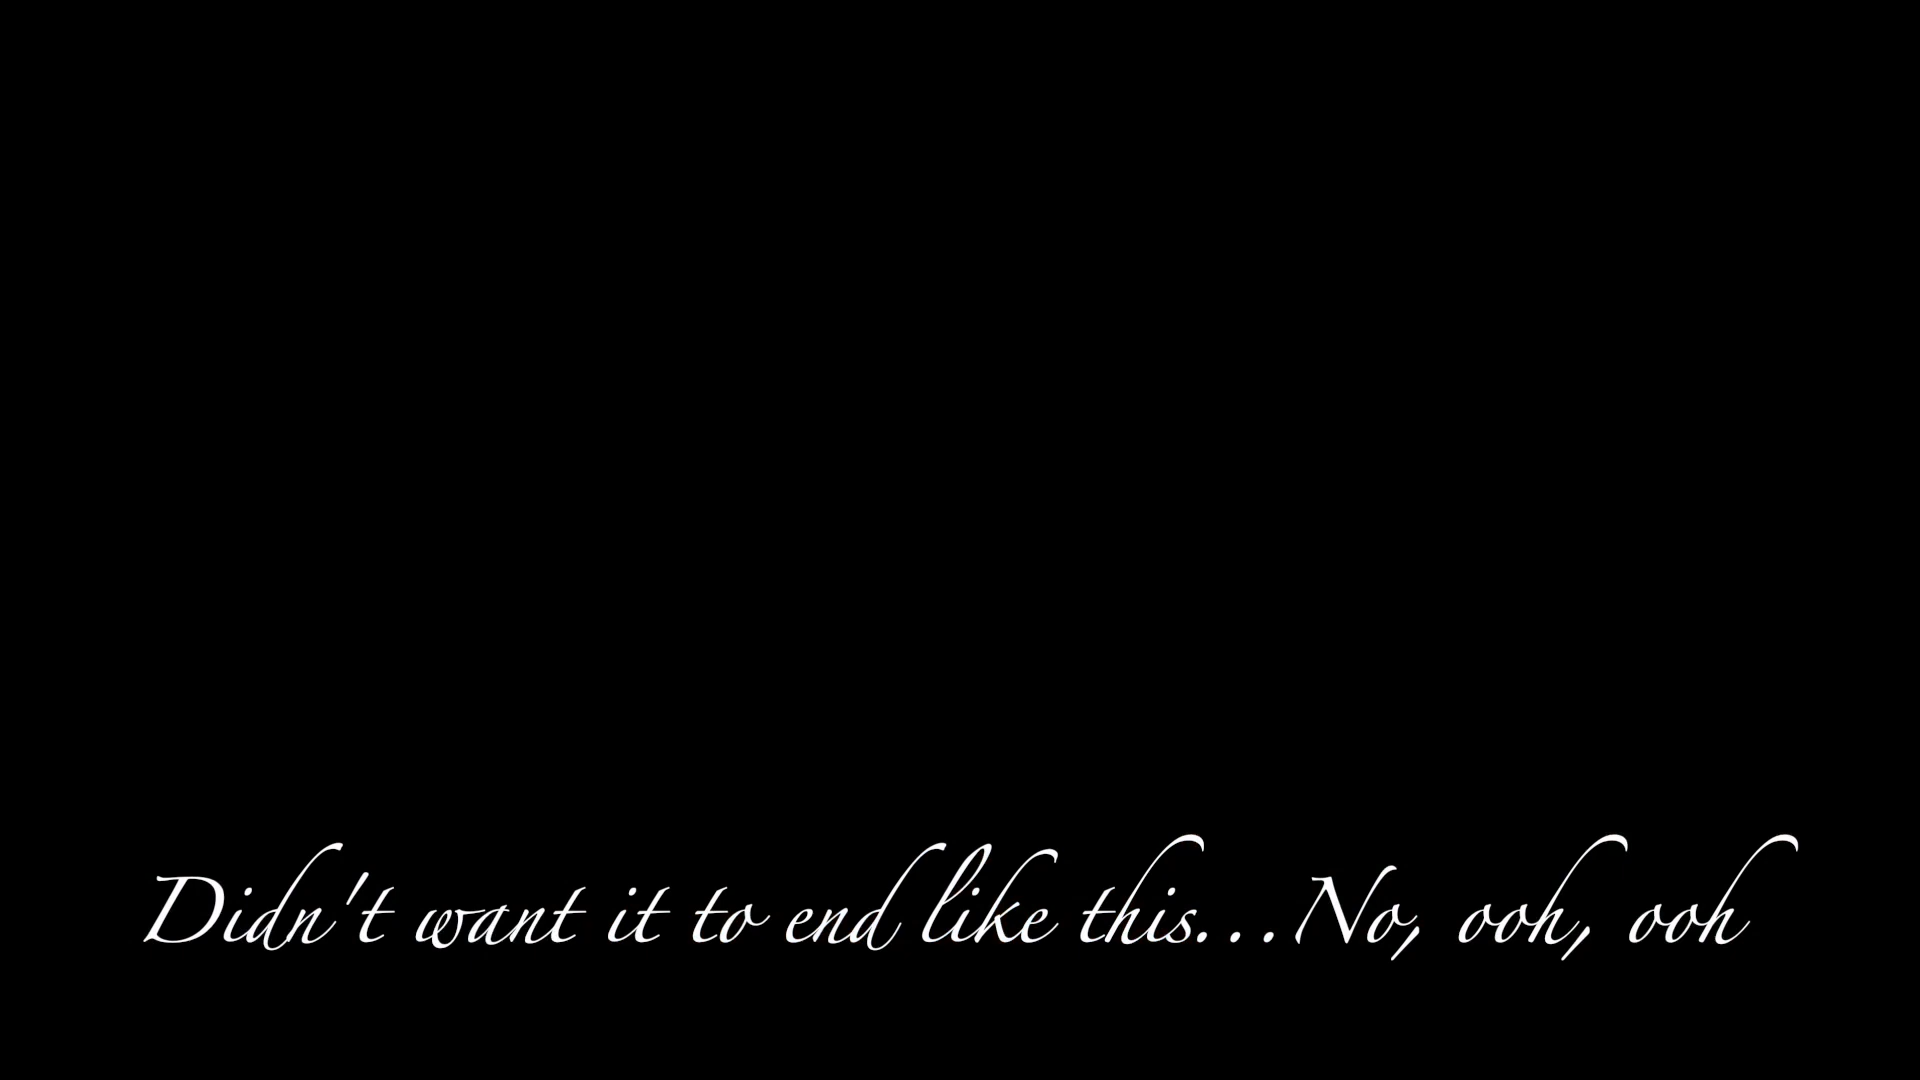 Didn't want it to end like this...No, ooh, ooh